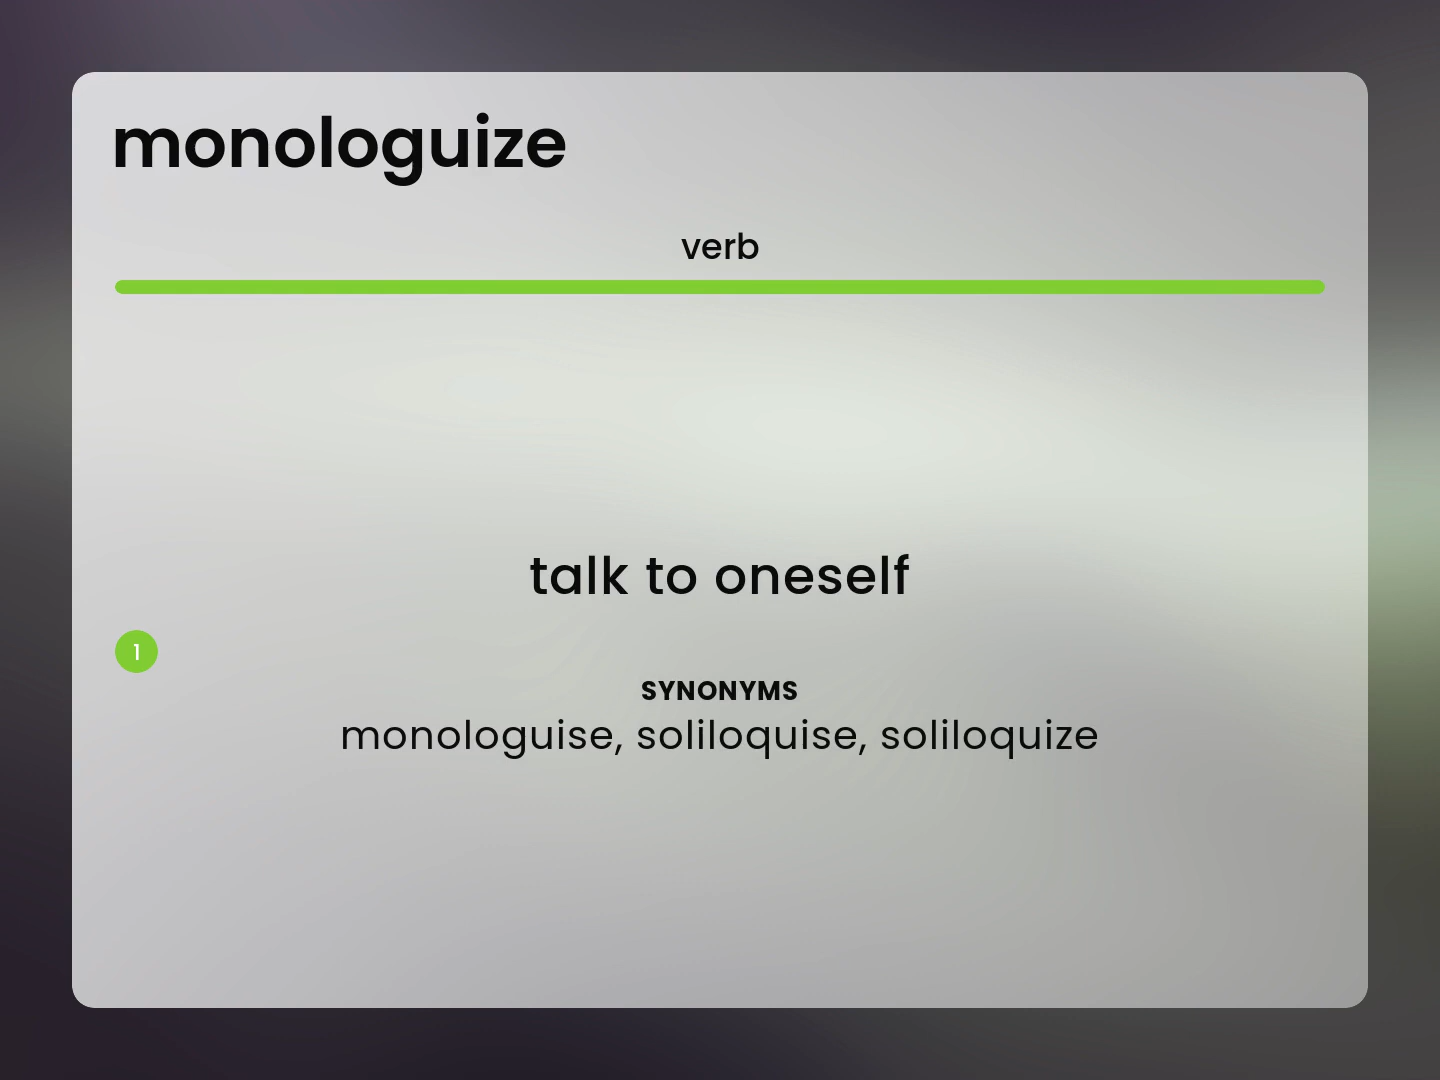 monologuize
verb
talk to oneself
1
SYNONYMS
monologuise, soliloquise, soliloquize